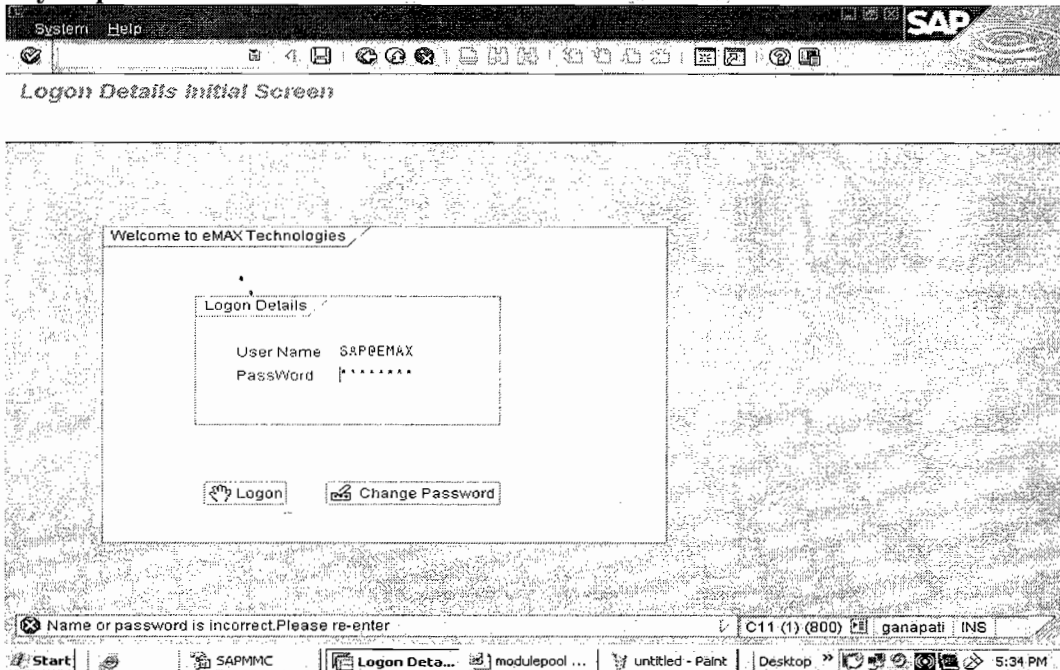 System Help
SAP
Logon Details Initial Screen
Welcome to eMAX Technologies
Logon Details
User Name SAP@EMAX
PassWord ********
Logon Change Password
Name or password is incorrect.Please re-enter
C11 (1) (800) ganapati INS
Start SAPMMC Logon Deta... modulepool ... untitled - Paint Desktop » 5:34 PM